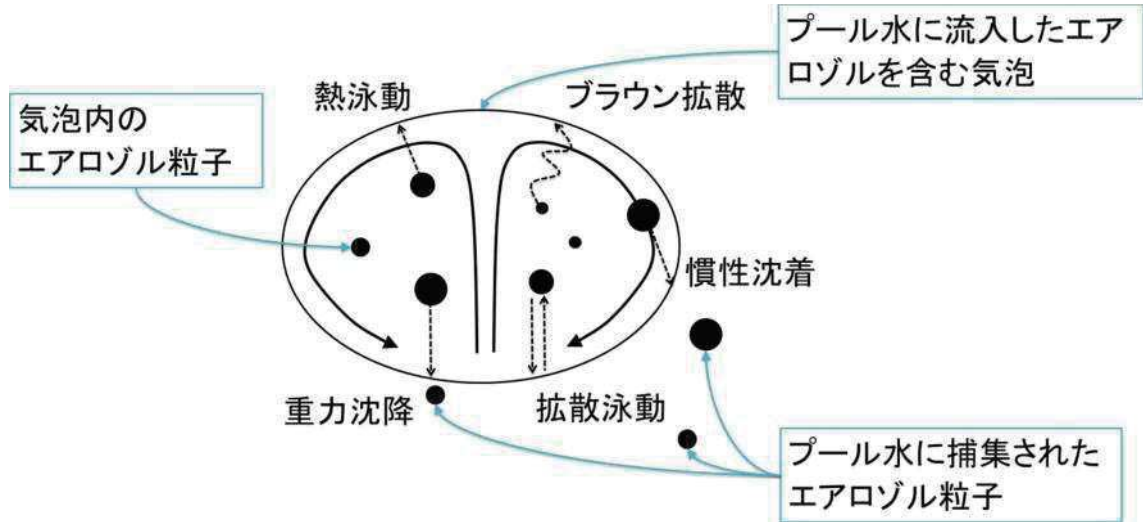 プール水に流入したエア
ロゾルを含む気泡
熱泳動
ブラウン拡散
気泡内の
エアロゾル粒子
慣性沈着
重力沈降
拡散泳動
プール水に捕集された
エアロゾル粒子